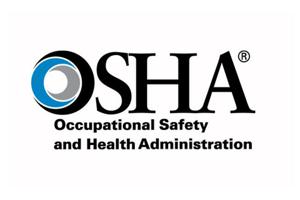 OSHA®
Occupational Safety
and Health Administration